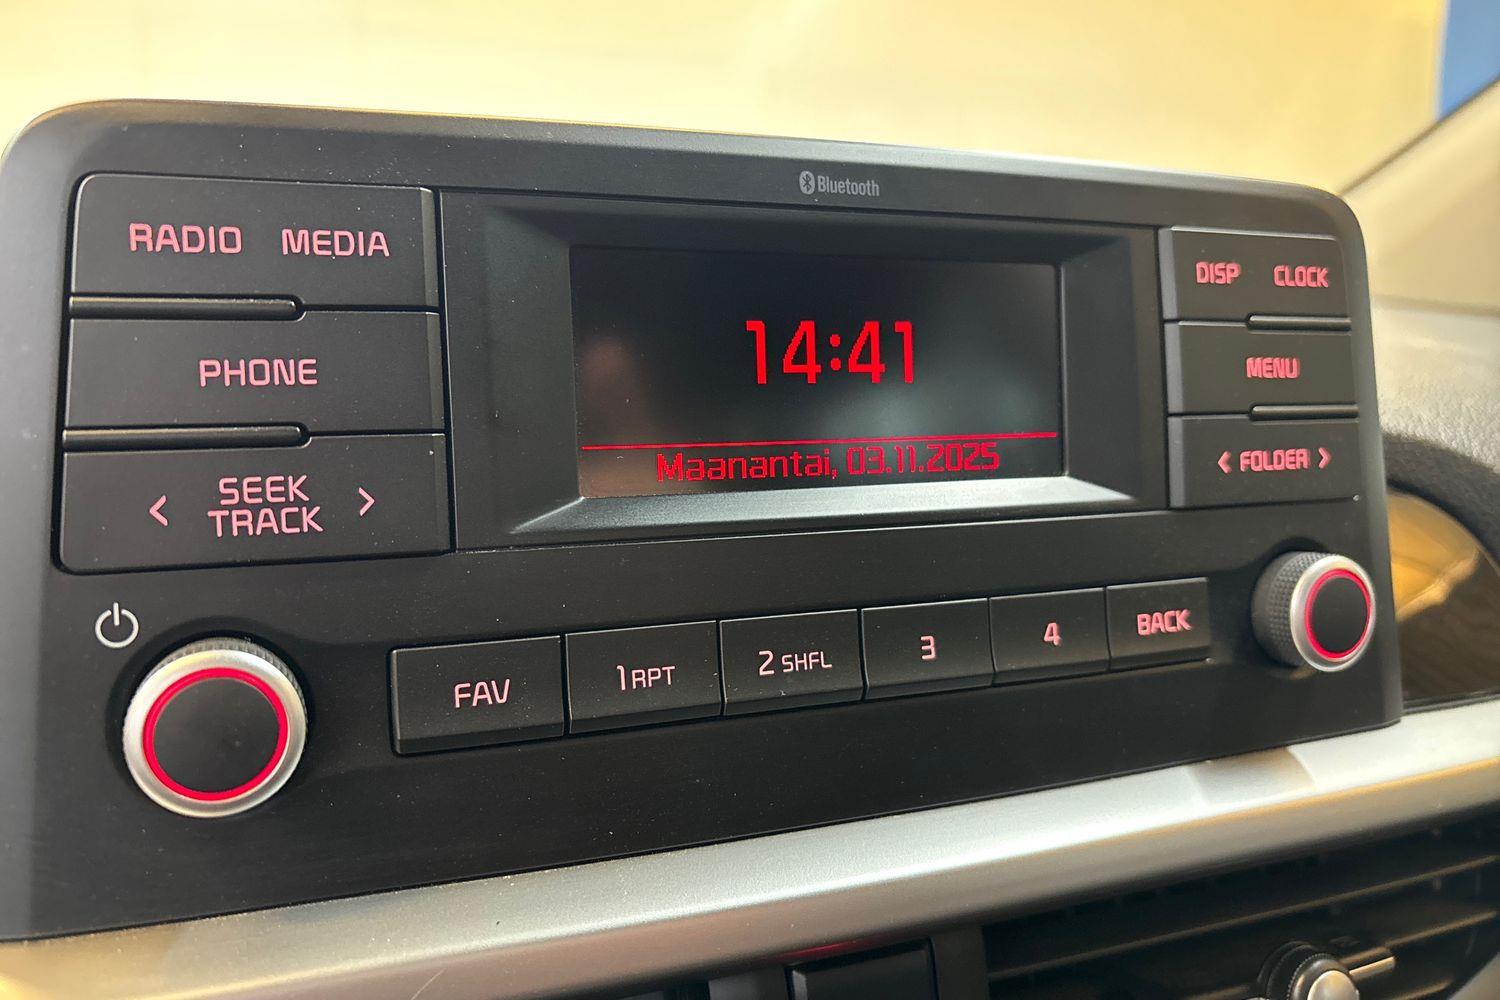 Bluetooth
RADIO MEDIA
PHONE
< SEEK TRACK >
14:41
Maanantai, 03.11.2025
DISP CLOCK
MENU
< FOLDER >
FAV
1 RPT
2 SHFL
3
4
BACK